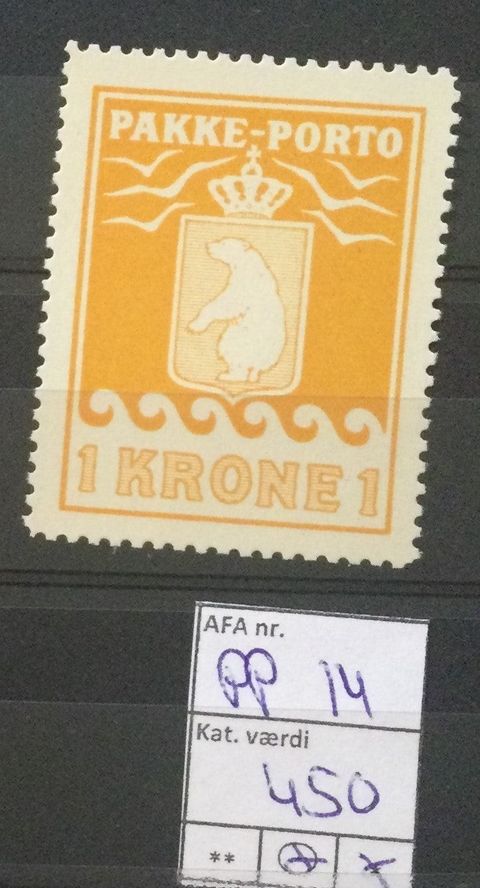 PAKKE-PORTO
1 KRONE 1
AFA nr.
PP 14
Kat. værdi
450
**